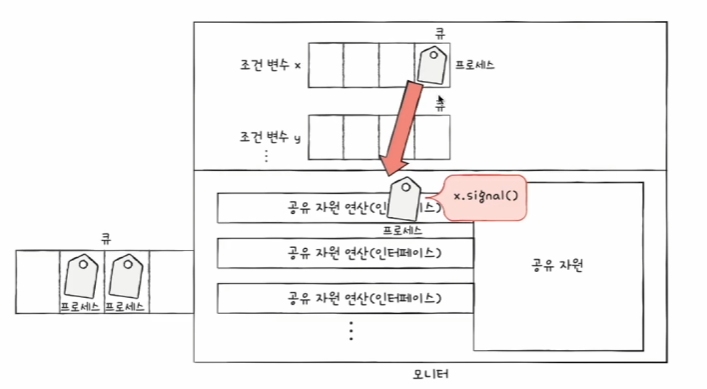 큐
조건 변수 x
프로세스
큐
조건 변수 y
⋮
공유 자원 연산(인터페이스)
x.signal()
프로세스
공유 자원 연산(인터페이스)
공유 자원
큐
프로세스 프로세스
공유 자원 연산(인터페이스)
⋮
모니터